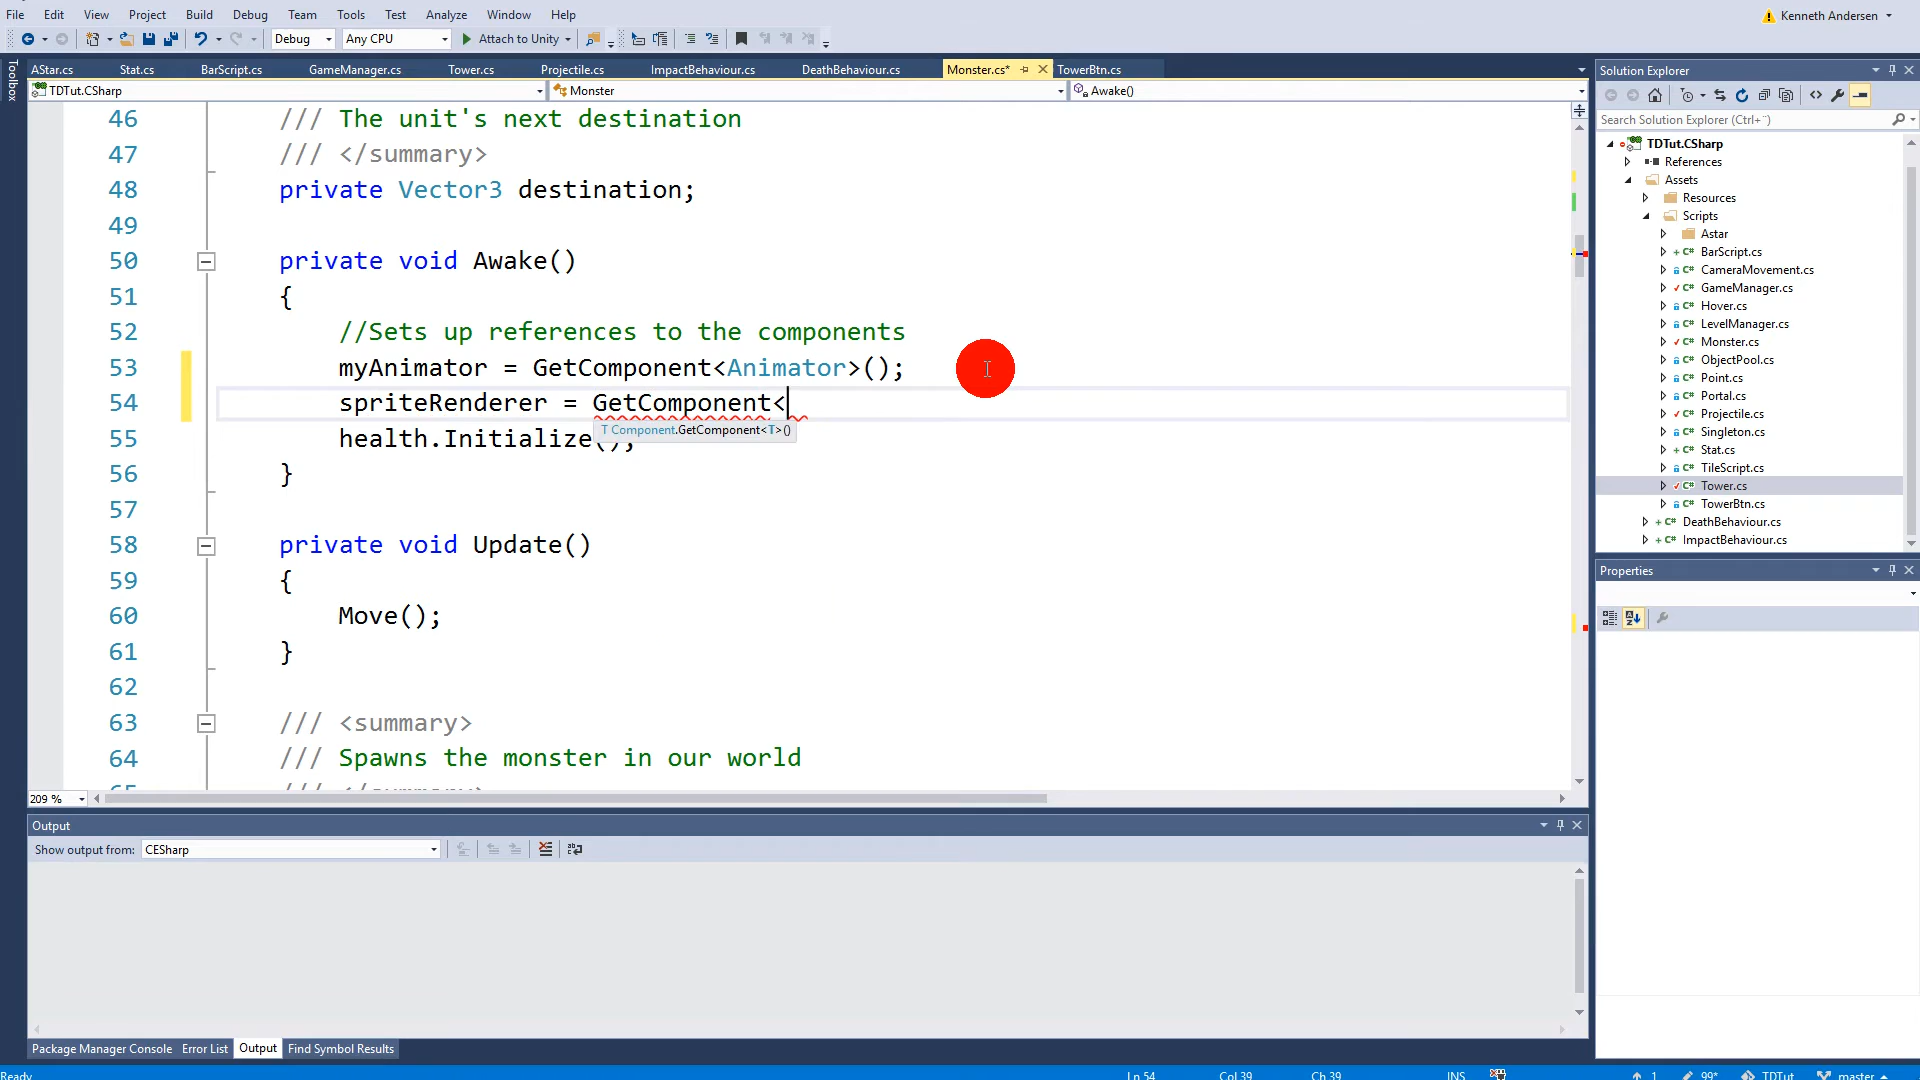 File Edit View Project Build Debug Team Tools Test Analyze Window Help Kenneth Andersen
Debug Any CPU Attach to Unity
Toolbox
AStar.cs Stat.cs BarScript.cs GameManager.cs Tower.cs Projectile.cs ImpactBehaviour.cs DeathBehaviour.cs Monster.cs* TowerBtn.cs
TDTut.CSharp Monster Awake()
46 /// The unit's next destination
47 /// </summary>
48 private Vector3 destination;
49
50 private void Awake()
51 {
52 //Sets up references to the components
53 myAnimator = GetComponent<Animator>();
54 spriteRenderer = GetComponent<
T Component.GetComponent<T>()
55 health.Initialize();
56 }
57
58 private void Update()
59 {
60 Move();
61 }
62
63 /// <summary>
64 /// Spawns the monster in our world
65 /// </summary>
209 %
Output
Show output from: CESharp
Package Manager Console Error List Output Find Symbol Results
Ready Ln 54 Col 39 Ch 39 INS 1 99* TDTut master
Solution Explorer
Search Solution Explorer (Ctrl+¨)
TDTut.CSharp
References
Assets
Resources
Scripts
Astar
BarScript.cs
CameraMovement.cs
GameManager.cs
Hover.cs
LevelManager.cs
Monster.cs
ObjectPool.cs
Point.cs
Portal.cs
Projectile.cs
Singleton.cs
Stat.cs
TileScript.cs
Tower.cs
TowerBtn.cs
DeathBehaviour.cs
ImpactBehaviour.cs
Properties